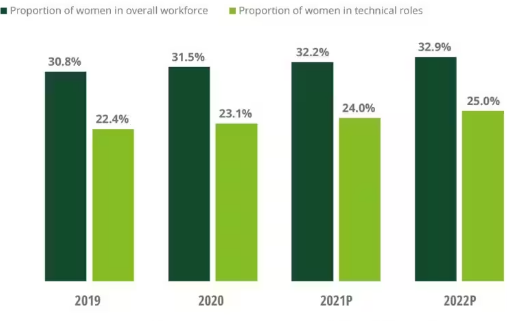 Proportion of women in overall workforce Proportion of women in technical roles
30.8% 31.5% 32.2% 32.9%
22.4% 23.1% 24.0% 25.0%
2019 2020 2021P 2022P